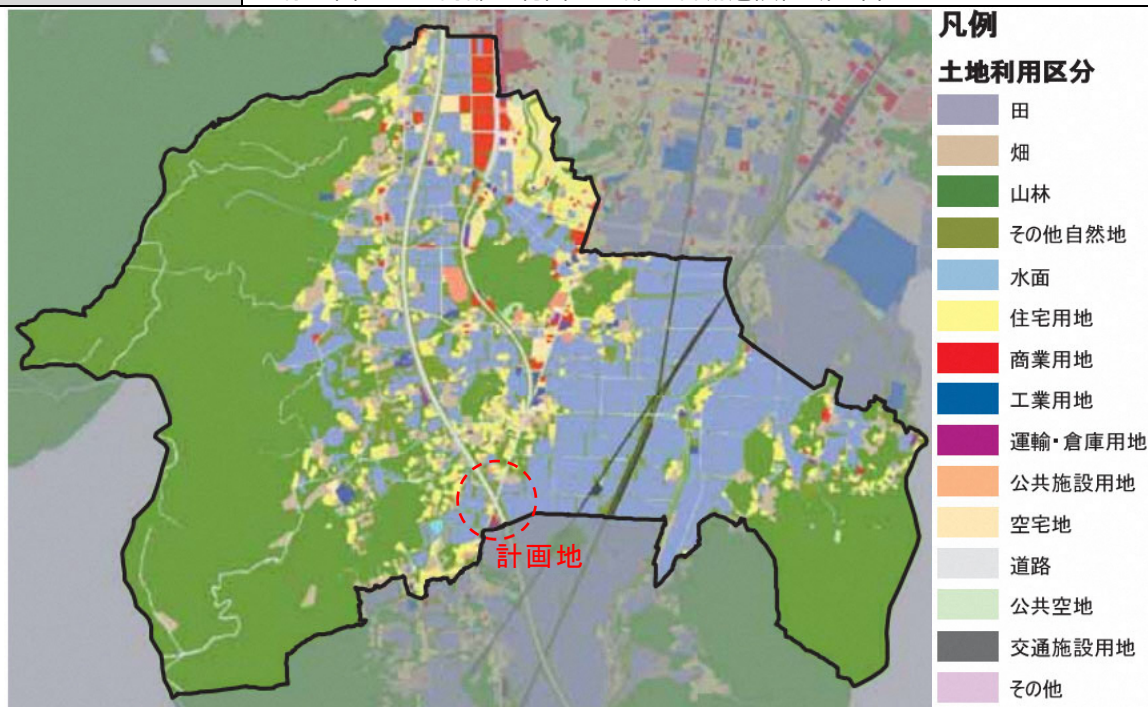 凡例
土地利用区分
田
畑
山林
その他自然地
水面
住宅用地
商業用地
工業用地
運輸・倉庫用地
公共施設用地
空宅地
道路
公共空地
交通施設用地
その他
計画地